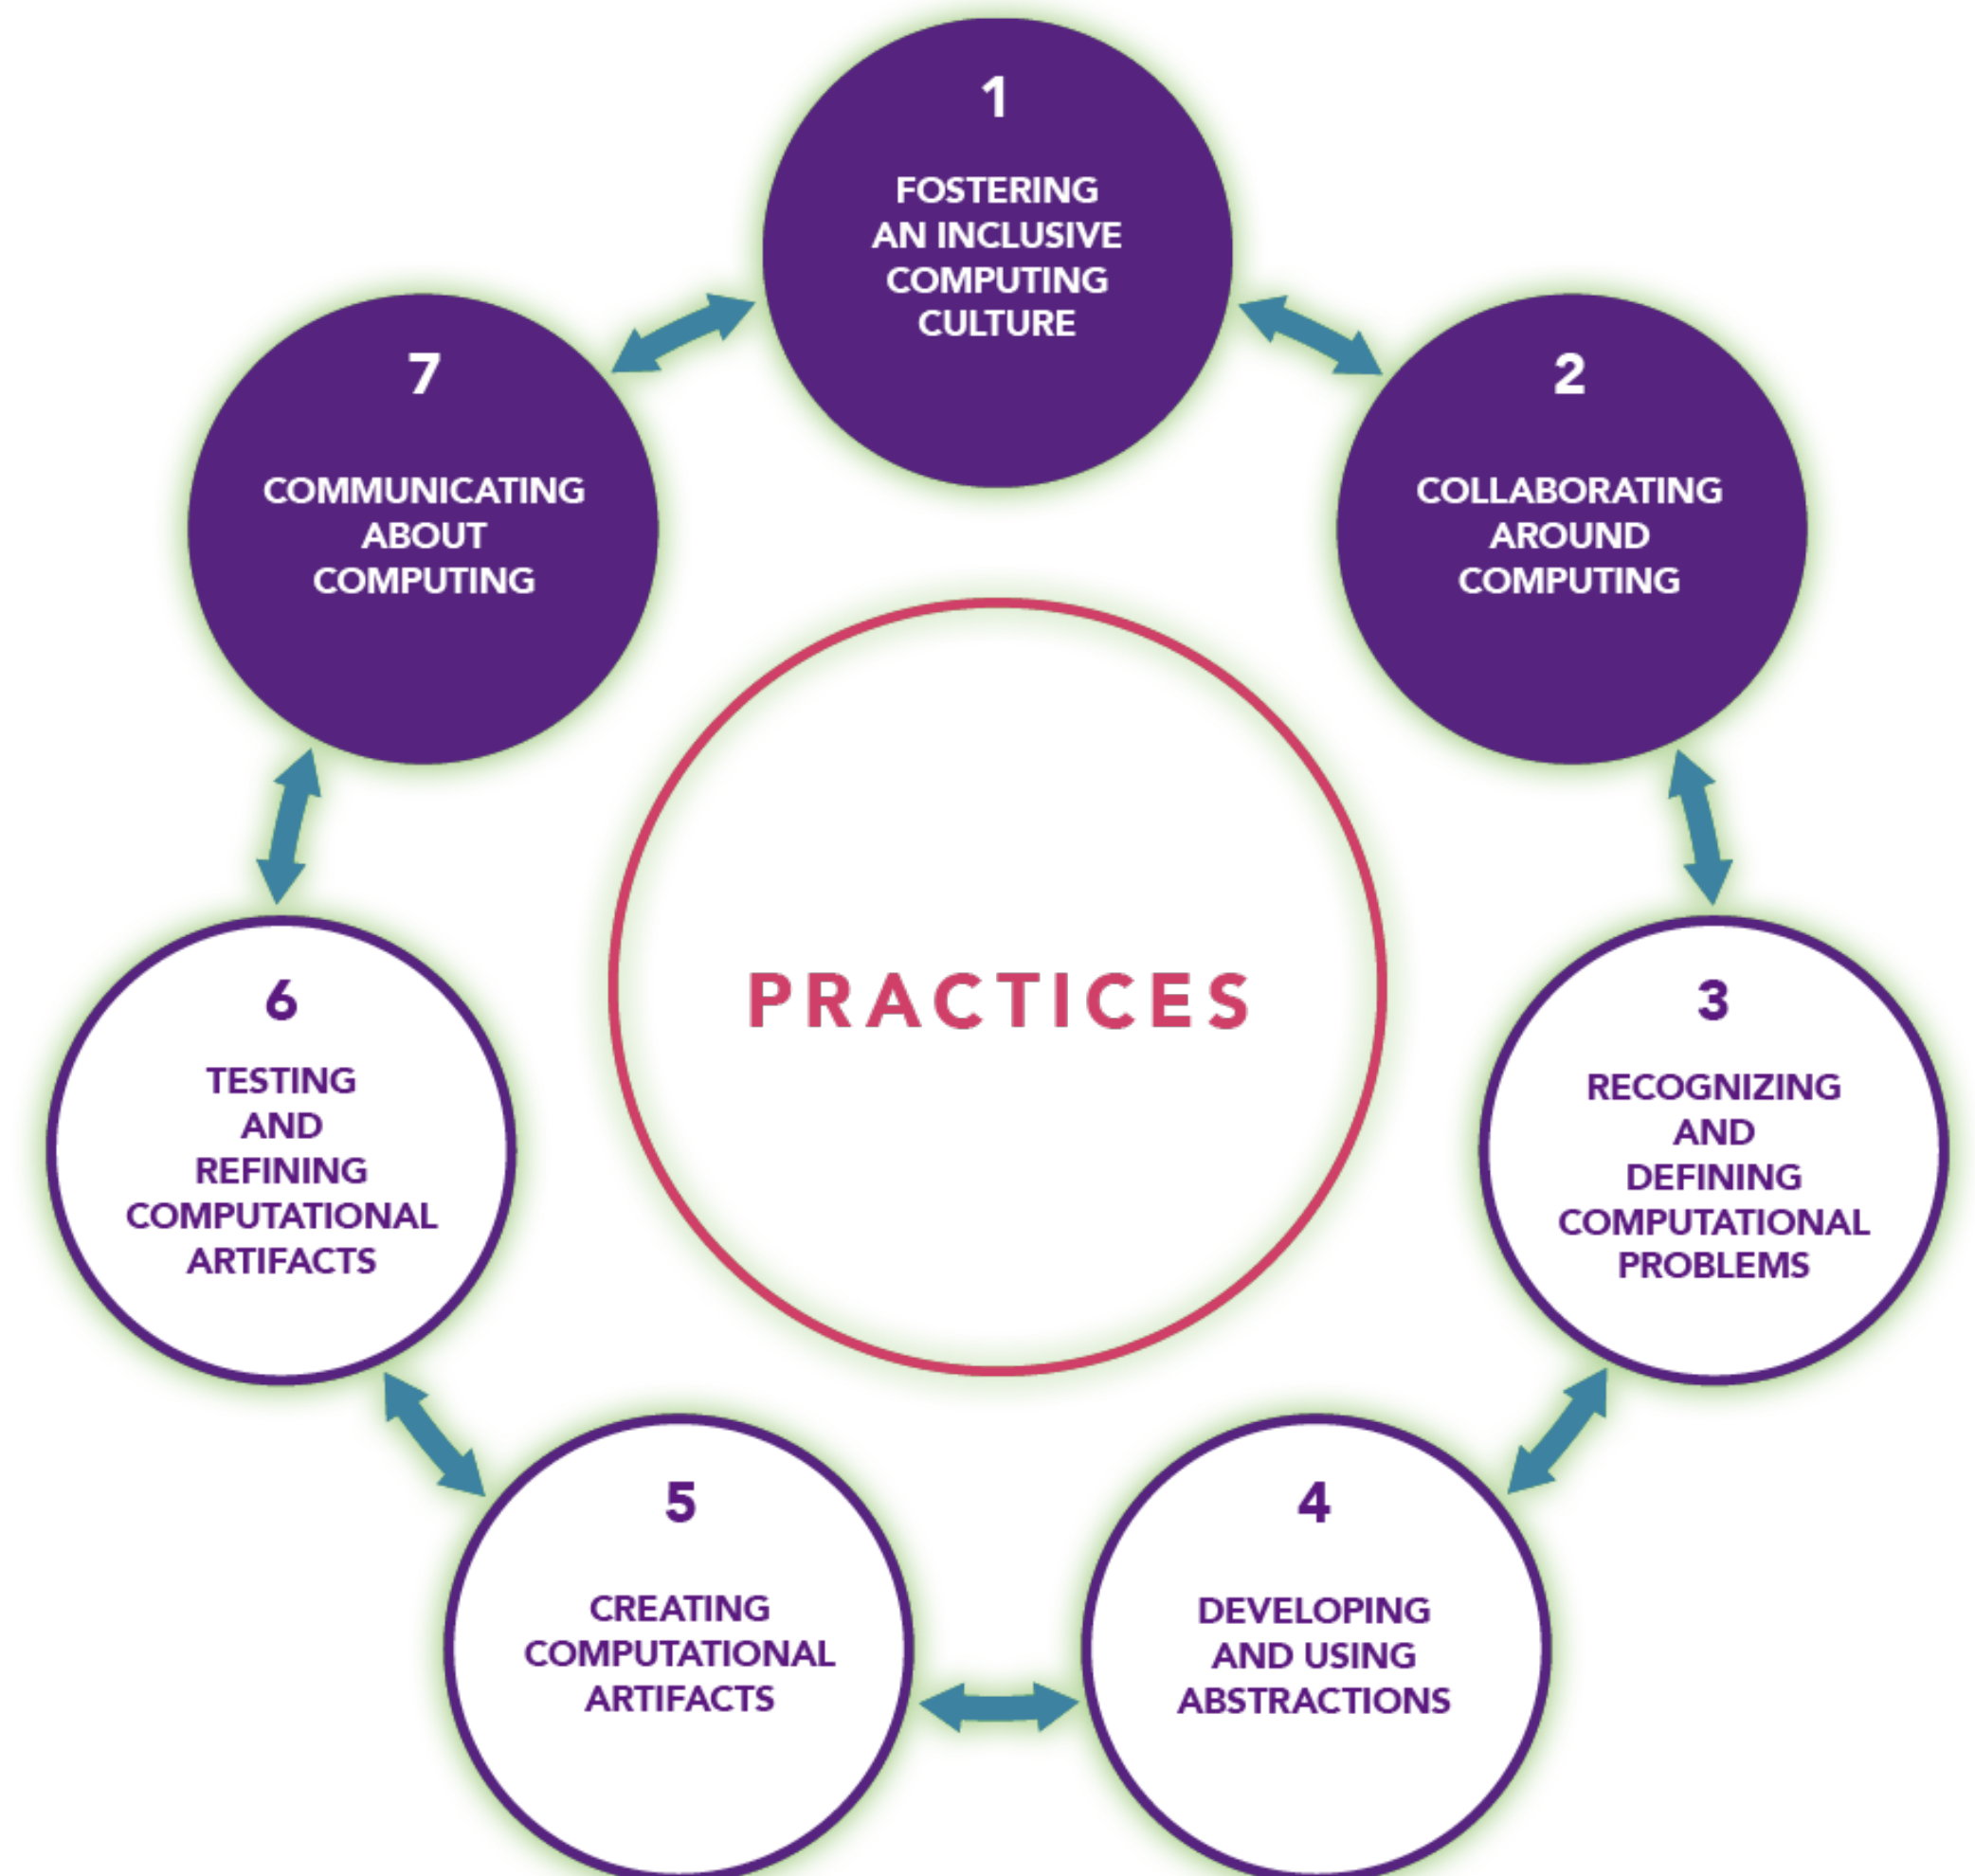 1
FOSTERING
AN INCLUSIVE
COMPUTING
CULTURE
2
COLLABORATING
AROUND
COMPUTING
3
RECOGNIZING
AND
DEFINING
COMPUTATIONAL
PROBLEMS
4
DEVELOPING
AND USING
ABSTRACTIONS
5
CREATING
COMPUTATIONAL
ARTIFACTS
6
TESTING
AND
REFINING
COMPUTATIONAL
ARTIFACTS
7
COMMUNICATING
ABOUT
COMPUTING
PRACTICES